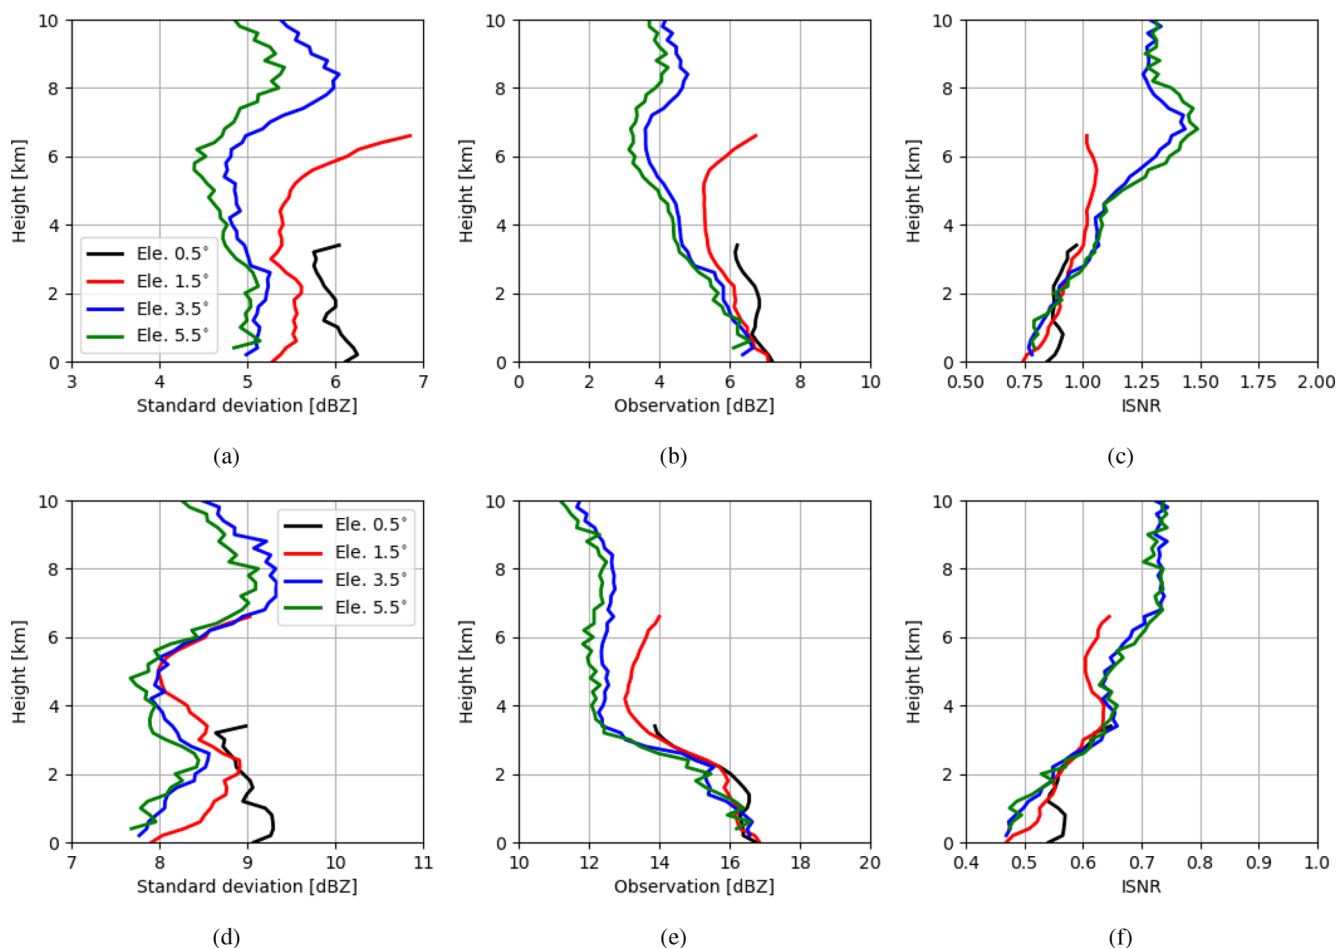 10
8
6
4
2
0
Height [km]
Ele. 0.5°
Ele. 1.5°
Ele. 3.5°
Ele. 5.5°
3 4 5 6 7
Standard deviation [dBZ]
(a)
10
8
6
4
2
0
Height [km]
0 2 4 6 8 10
Observation [dBZ]
(b)
10
8
6
4
2
0
Height [km]
0.50 0.75 1.00 1.25 1.50 1.75 2.00
ISNR
(c)
10
8
6
4
2
0
Height [km]
Ele. 0.5°
Ele. 1.5°
Ele. 3.5°
Ele. 5.5°
7 8 9 10 11
Standard deviation [dBZ]
(d)
10
8
6
4
2
0
Height [km]
10 12 14 16 18 20
Observation [dBZ]
(e)
10
8
6
4
2
0
Height [km]
0.4 0.5 0.6 0.7 0.8 0.9 1.0
ISNR
(f)